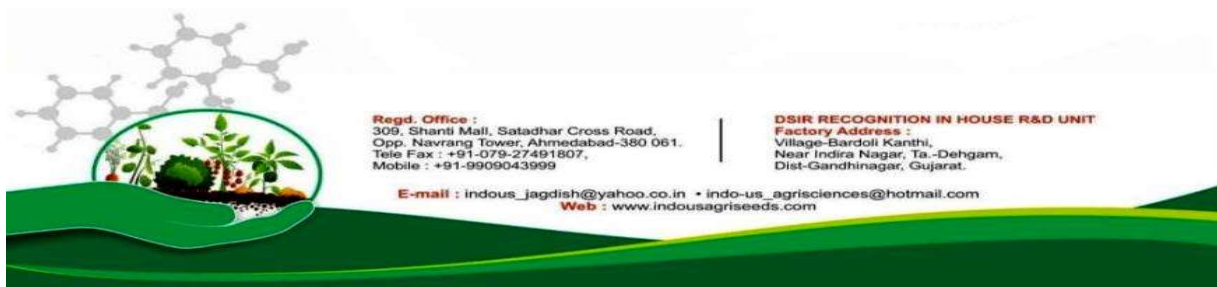 Regd. Office :
309, Shanti Mall, Satadhar Cross Road,
Opp. Navrang Tower, Ahmedabad-380 061.
Tele Fax : +91-079-27491807,
Mobile : +91-9909043999
DSIR RECOGNITION IN HOUSE R&D UNIT
Factory Address :
Village-Bardoli Kanthi,
Near Indira Nagar, Ta.-Dehgam,
Dist-Gandhinagar, Gujarat.
E-mail : indous_jagdish@yahoo.co.in • indo-us_agrisciences@hotmail.com
Web : www.indousagriseeds.com